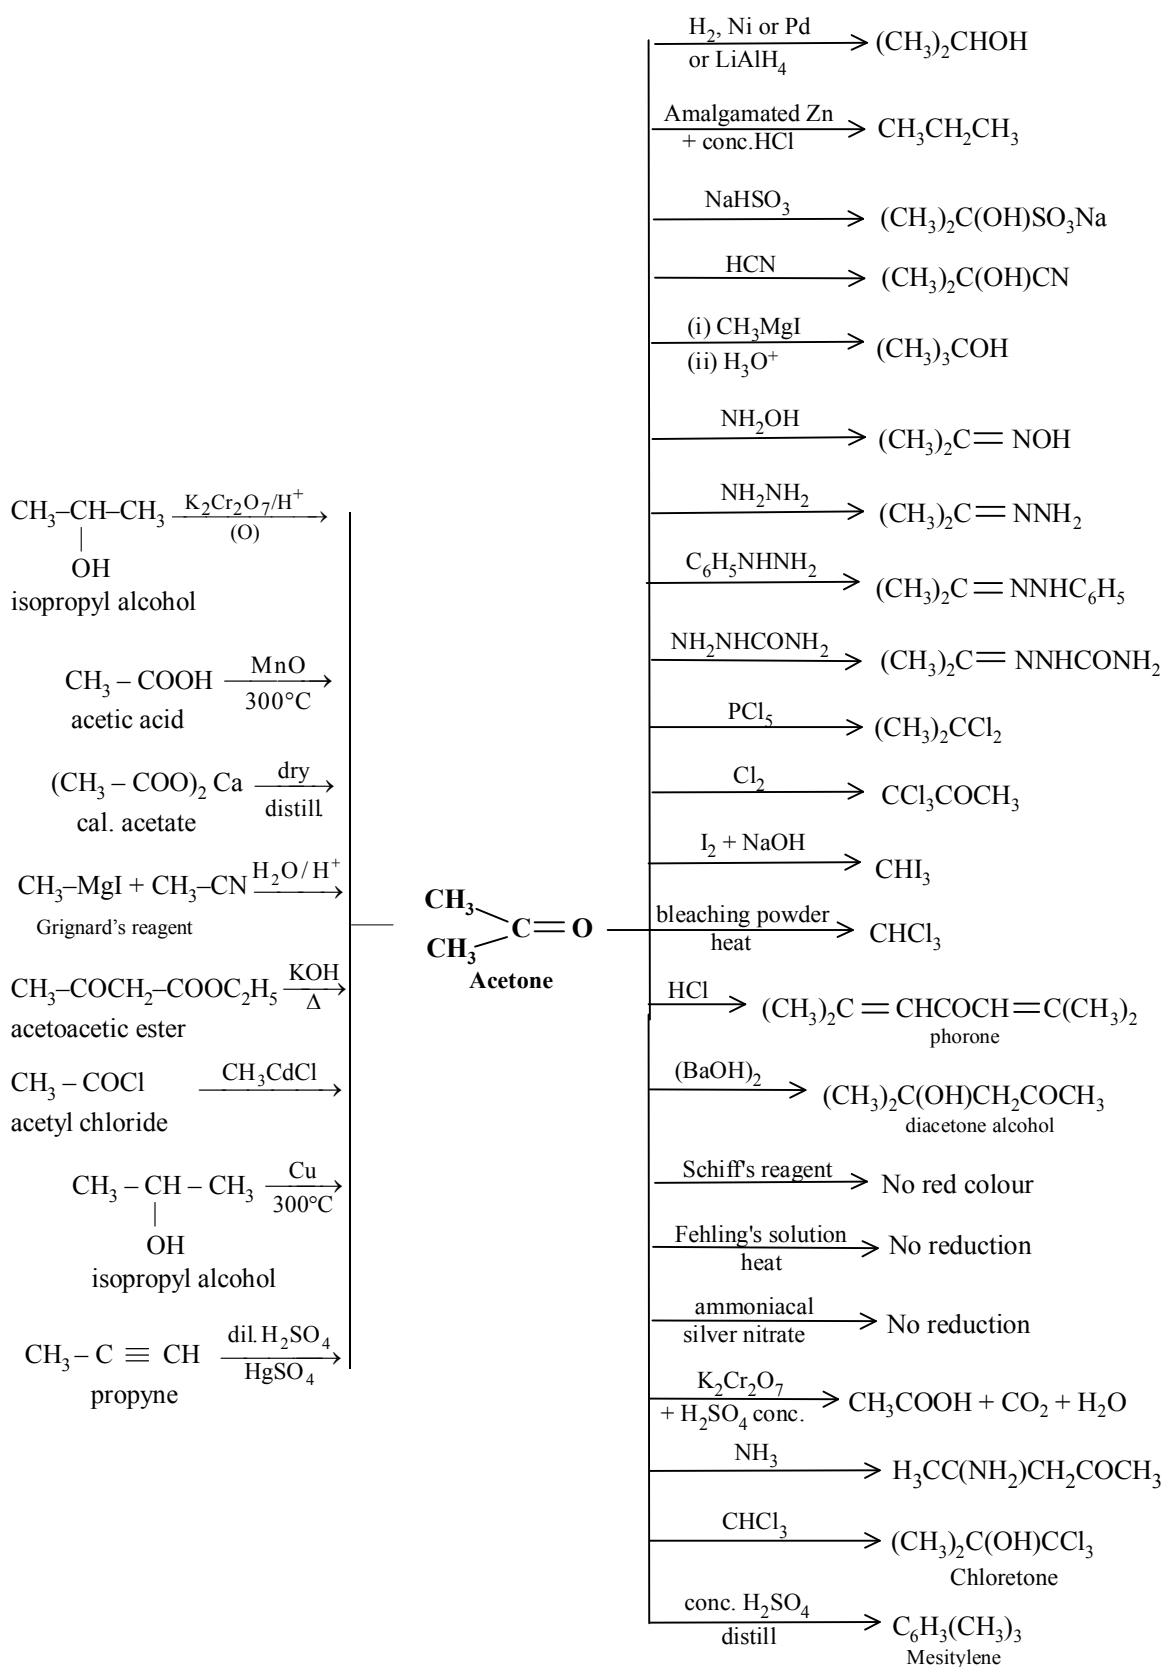 CH₃–CH–CH₃ K₂Cr₂O₇/H⁺
(O)
|
OH
isopropyl alcohol
CH₃ – COOH MnO
300°C
acetic acid
(CH₃ – COO)₂ Ca dry
distill.
cal. acetate
CH₃–MgI + CH₃–CN H₂O/H⁺
Grignard's reagent
CH₃–COCH₂–COOC₂H₅ KOH
Δ
acetoacetic ester
CH₃ – COCl CH₃CdCl
acetyl chloride
CH₃ – CH – CH₃ Cu
300°C
|
OH
isopropyl alcohol
CH₃ – C ≡ CH dil. H₂SO₄
HgSO₄
propyne
CH₃
C = O
CH₃
Acetone
H₂, Ni or Pd
or LiAlH₄
(CH₃)₂CHOH
Amalgamated Zn
+ conc.HCl
CH₃CH₂CH₃
NaHSO₃
(CH₃)₂C(OH)SO₃Na
HCN
(CH₃)₂C(OH)CN
(i) CH₃MgI
(ii) H₃O⁺
(CH₃)₃COH
NH₂OH
(CH₃)₂C = NOH
NH₂NH₂
(CH₃)₂C = NNH₂
C₆H₅NHNH₂
(CH₃)₂C = NNHC₆H₅
NH₂NHCONH₂
(CH₃)₂C = NNHCONH₂
PCl₅
(CH₃)₂CCl₂
Cl₂
CCl₃COCH₃
I₂ + NaOH
CHI₃
bleaching powder
heat
CHCl₃
HCl
(CH₃)₂C = CHCOCH = C(CH₃)₂
phorone
(BaOH)₂
(CH₃)₂C(OH)CH₂COCH₃
diacetone alcohol
Schiff's reagent
No red colour
Fehling's solution
heat
No reduction
ammoniacal
silver nitrate
No reduction
K₂Cr₂O₇
+ H₂SO₄ conc.
CH₃COOH + CO₂ + H₂O
NH₃
H₃CC(NH₂)CH₂COCH₃
CHCl₃
(CH₃)₂C(OH)CCl₃
Chloretone
conc. H₂SO₄
distill
C₆H₃(CH₃)₃
Mesitylene